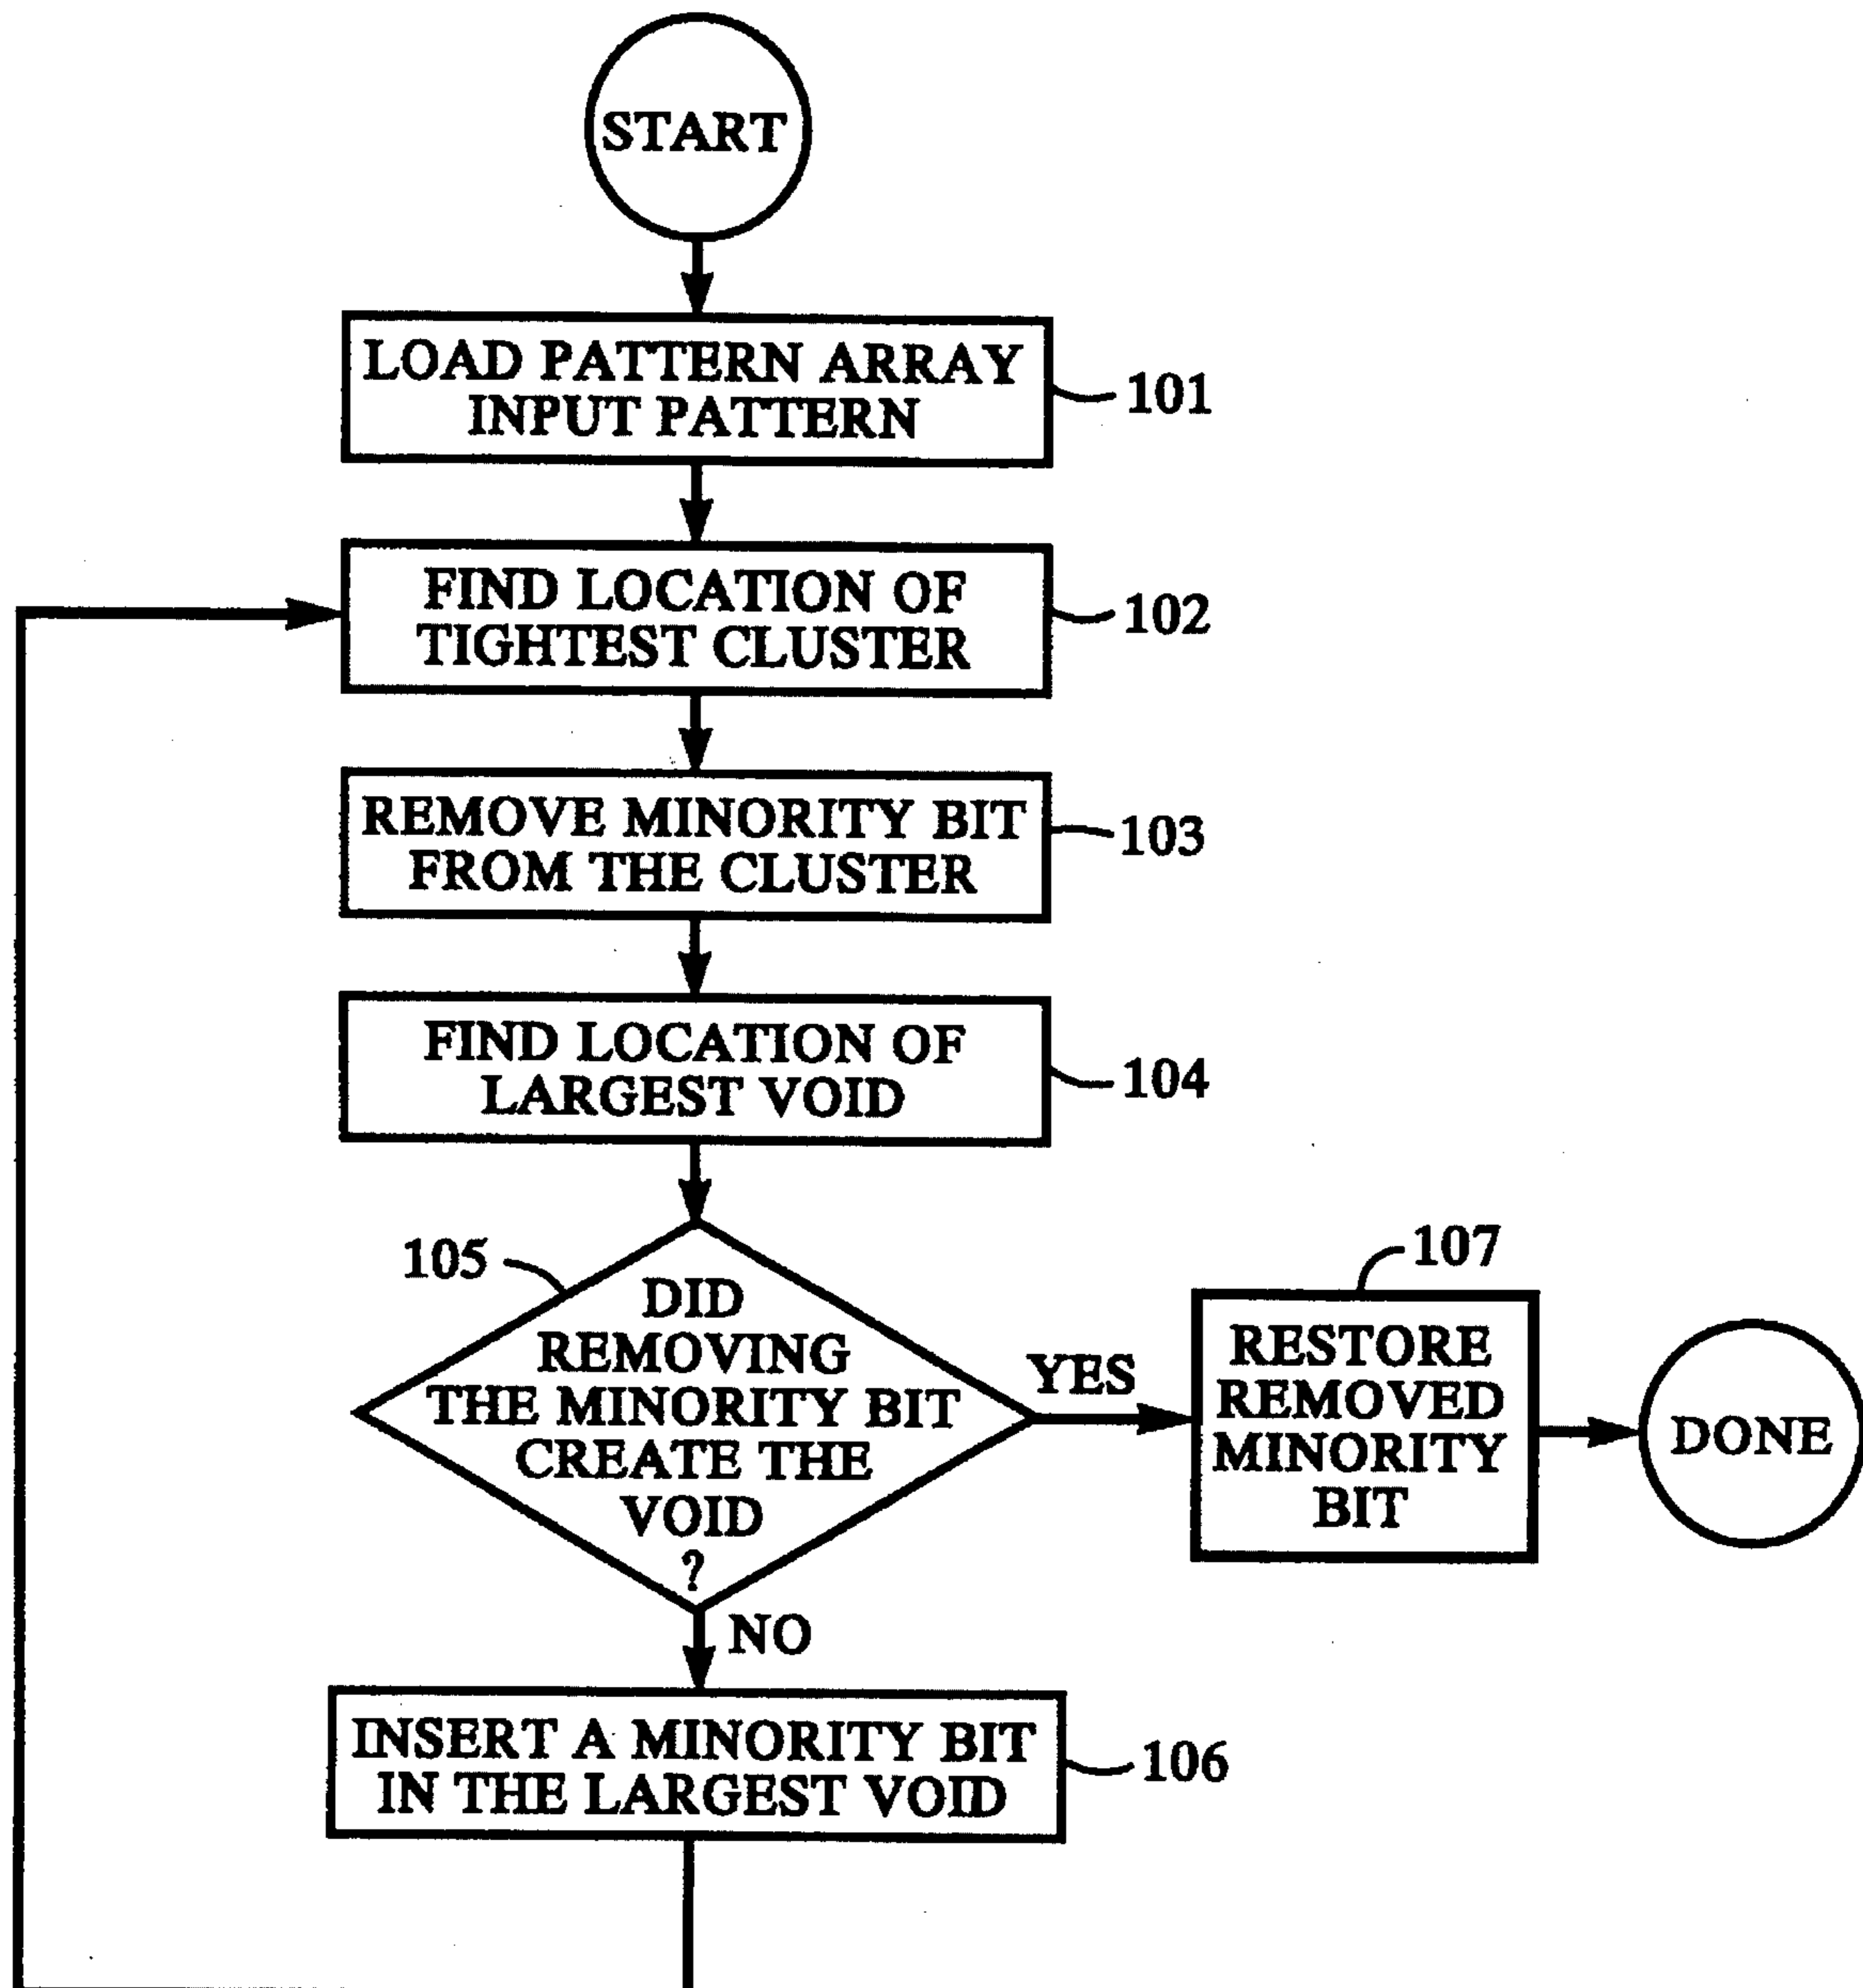 START
LOAD PATTERN ARRAY
INPUT PATTERN
101
FIND LOCATION OF
TIGHTEST CLUSTER
102
REMOVE MINORITY BIT
FROM THE CLUSTER
103
FIND LOCATION OF
LARGEST VOID
104
105
DID
REMOVING
THE MINORITY BIT
CREATE THE
VOID
?
YES
107
RESTORE
REMOVED
MINORITY
BIT
DONE
NO
INSERT A MINORITY BIT
IN THE LARGEST VOID
106